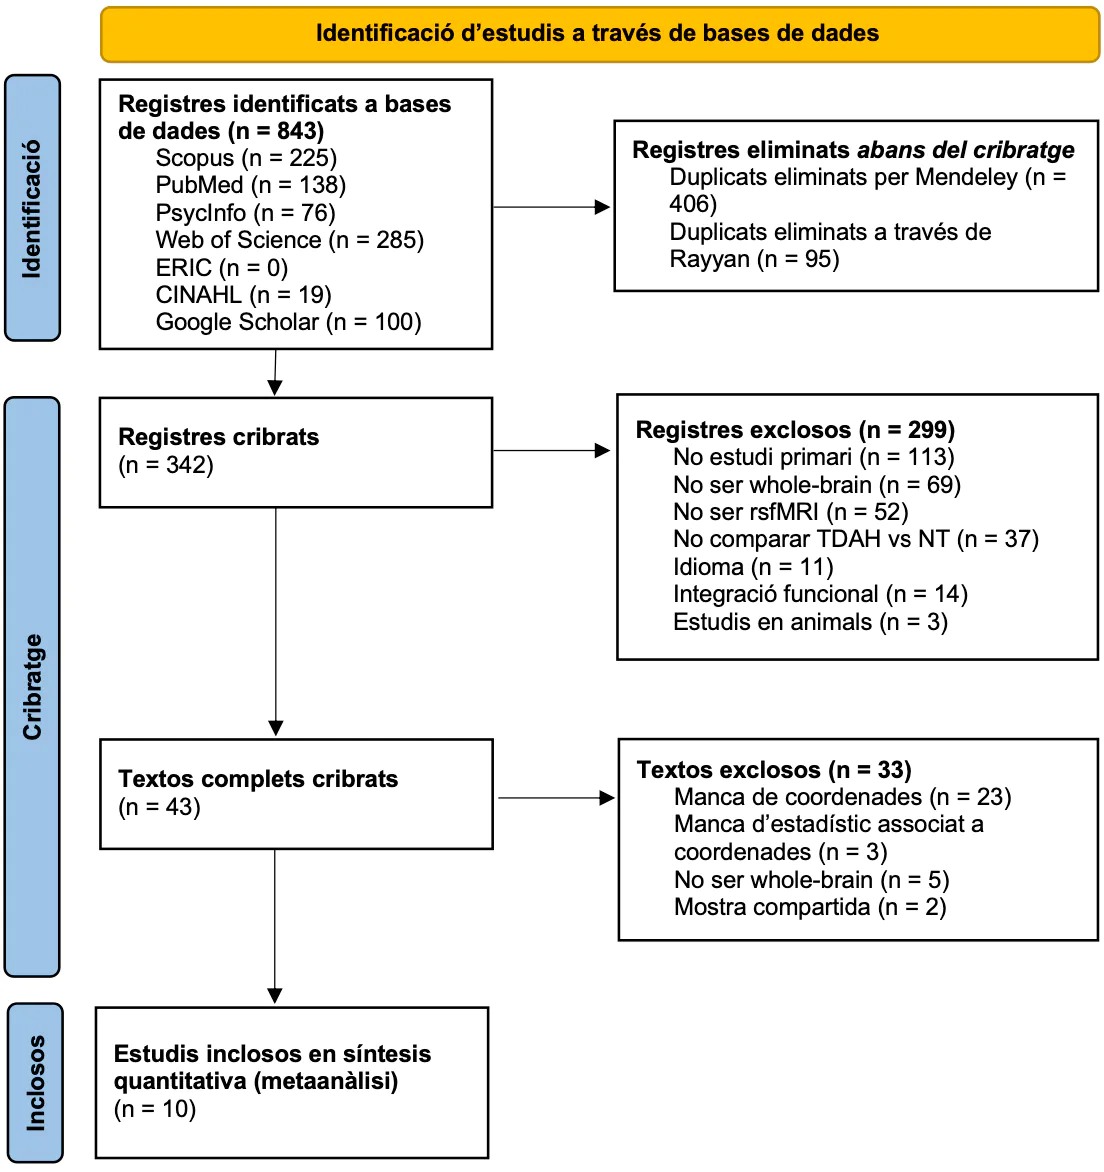 Identificació d’estudis a través de bases de dades
Identificació
Registres identificats a bases
de dades (n = 843)
Scopus (n = 225)
PubMed (n = 138)
PsycInfo (n = 76)
Web of Science (n = 285)
ERIC (n = 0)
CINAHL (n = 19)
Google Scholar (n = 100)
Registres eliminats abans del cribratge
Duplicats eliminats per Mendeley (n =
406)
Duplicats eliminats a través de
Rayyan (n = 95)
Cribratge
Registres cribrats
(n = 342)
Registres exclosos (n = 299)
No estudi primari (n = 113)
No ser whole-brain (n = 69)
No ser rsfMRI (n = 52)
No comparar TDAH vs NT (n = 37)
Idioma (n = 11)
Integració funcional (n = 14)
Estudis en animals (n = 3)
Textos complets cribrats
(n = 43)
Textos exclosos (n = 33)
Manca de coordenades (n = 23)
Manca d’estadístic associat a
coordenades (n = 3)
No ser whole-brain (n = 5)
Mostra compartida (n = 2)
Inclosos
Estudis inclosos en síntesis
quantitativa (metaanàlisi)
(n = 10)